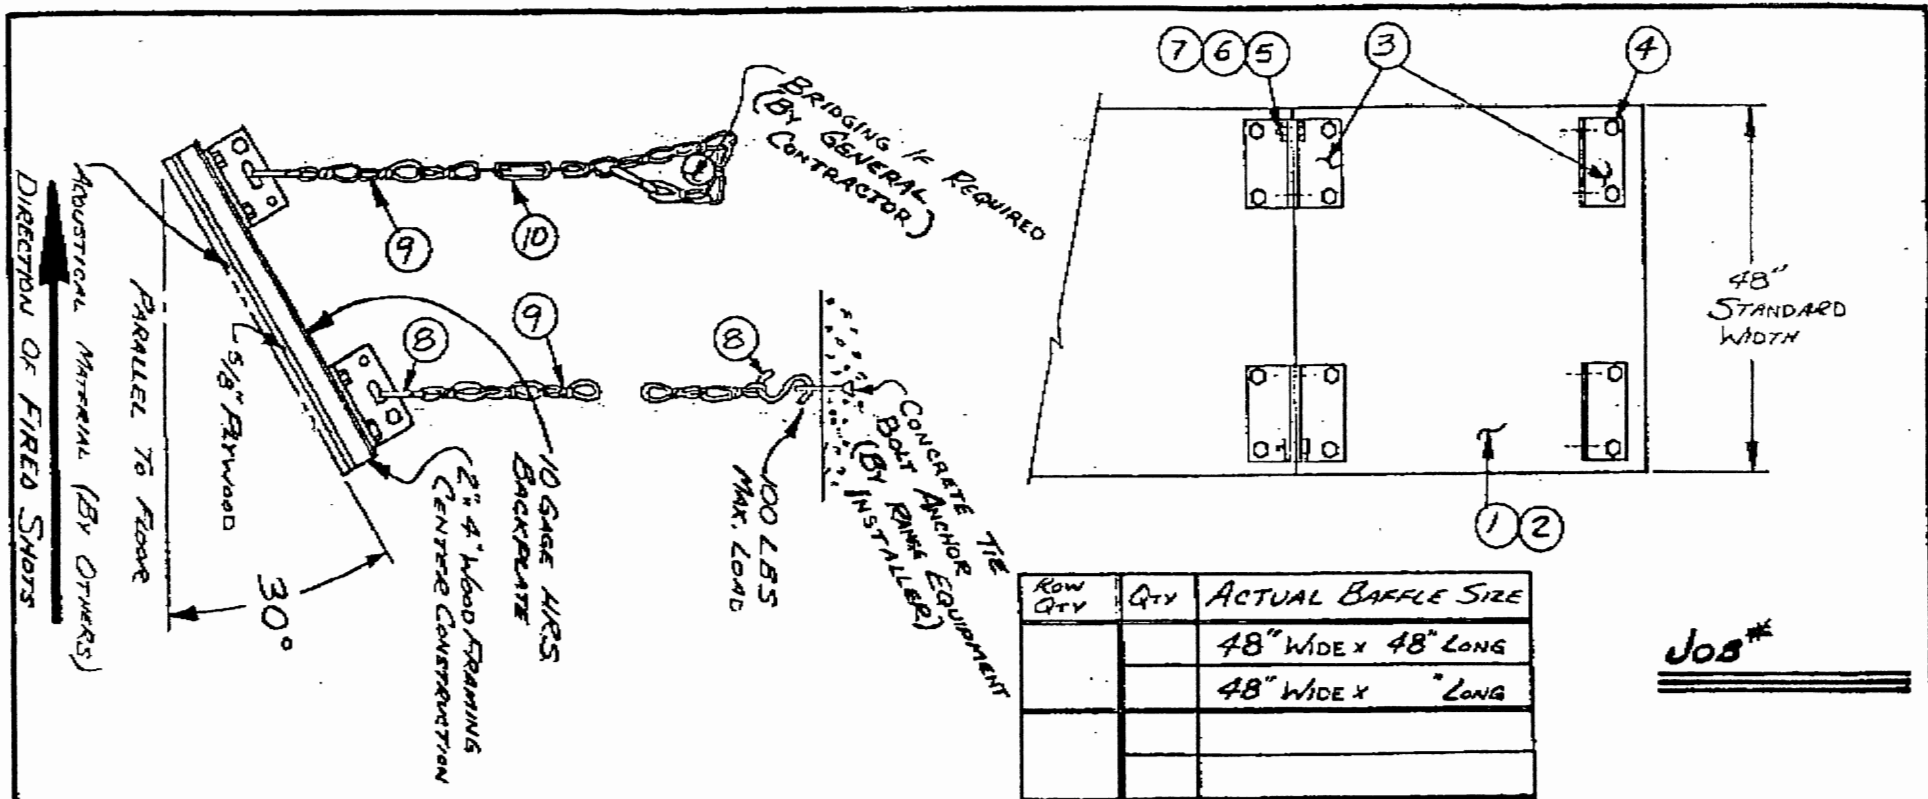 7 6 5
3
4
BRIDGING IF REQUIRED
(BY GENERAL
CONTRACTOR)
9
10
48"
STANDARD
WIDTH
ACOUSTICAL MATERIAL (BY OTHERS)
DIRECTION OF FIRED SHOTS
PARALLEL TO FLOOR
5/8" PLYWOOD
30°
8
9
8
10 GAGE H.R.S
BACKPLATE
2"x4" WOOD FRAMING
CENTER CONSTRUCTION
100 LBS
MAX. LOAD
CONCRETE TIE
BOLT ANCHOR
(BY RANGE EQUIPMENT
INSTALLER)
1 2
ROW QTY QTY ACTUAL BAFFLE SIZE
48" WIDE x 48" LONG
48" WIDE x " LONG
JOB#